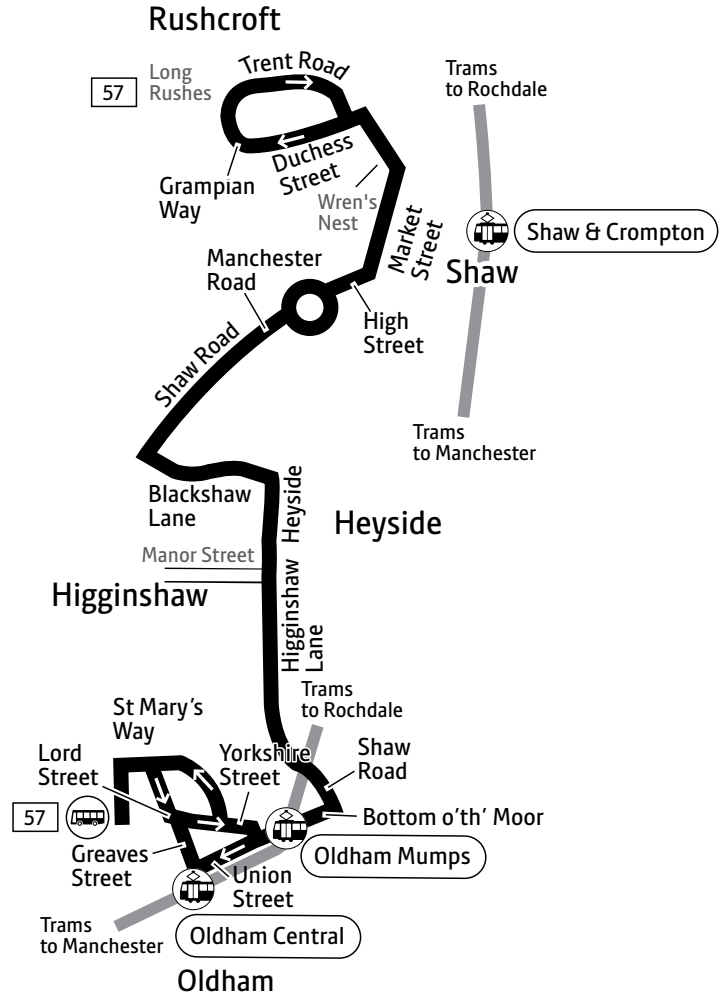 Rushcroft
Trent Road
Long
Rushes
57
Trams
to Rochdale
Duchess
Street
Grampian
Way
Wren's
Nest
Market
Street
Shaw & Crompton
Shaw
Manchester
Road
High
Street
Shaw Road
Trams
to Manchester
Blackshaw
Lane
Heyside
Heyside
Manor Street
Higginshaw
Higginshaw
Lane
Trams
to Rochdale
St Mary's
Way
Lord
Street
Yorkshire
Street
Shaw
Road
57
Bottom o'th' Moor
Greaves
Street
Oldham Mumps
Union
Street
Trams
to Manchester
Oldham Central
Oldham